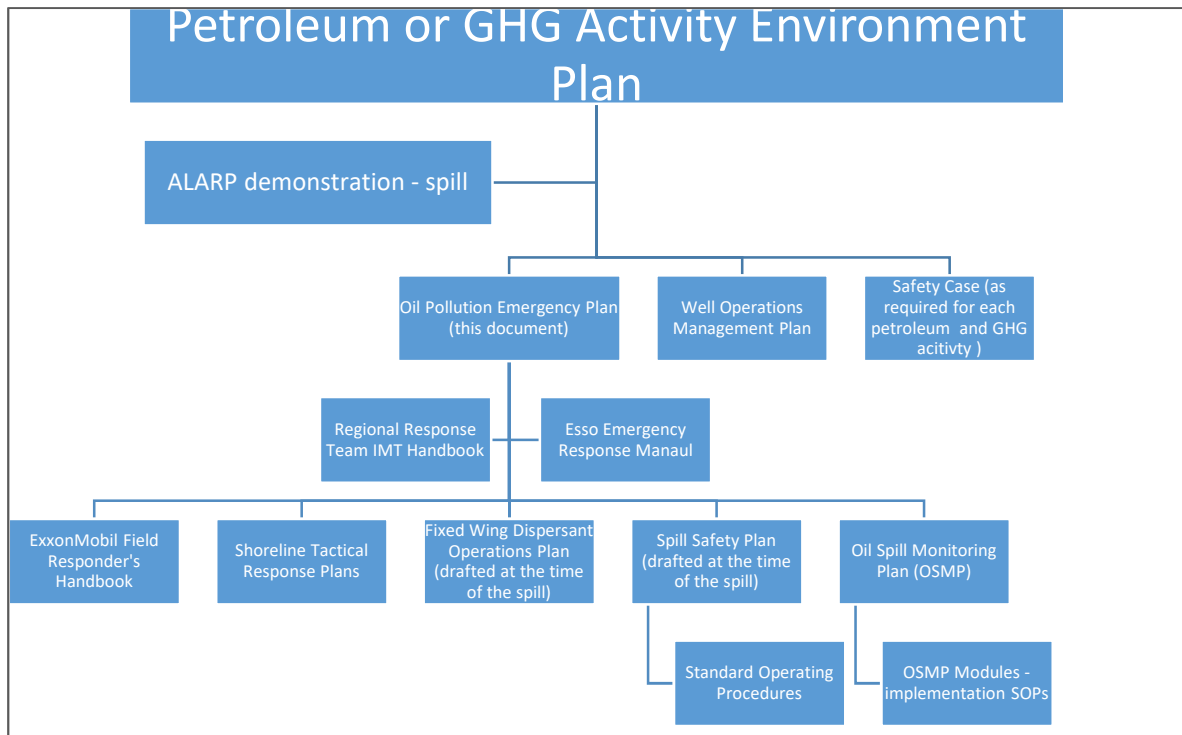 Petroleum or GHG Activity Environment
Plan
ALARP demonstration - spill
Oil Pollution Emergency Plan
(this document)
Well Operations
Management Plan
Safety Case (as
required for each
petroleum and GHG
acitivty )
Regional Response
Team IMT Handbook
Esso Emergency
Response Manaul
ExxonMobil Field
Responder's
Handbook
Shoreline Tactical
Response Plans
Fixed Wing Dispersant
Operations Plan
(drafted at the time
of the spill)
Spill Safety Plan
(drafted at the time
of the spill)
Oil Spill Monitoring
Plan (OSMP)
Standard Operating
Procedures
OSMP Modules -
implementation SOPs